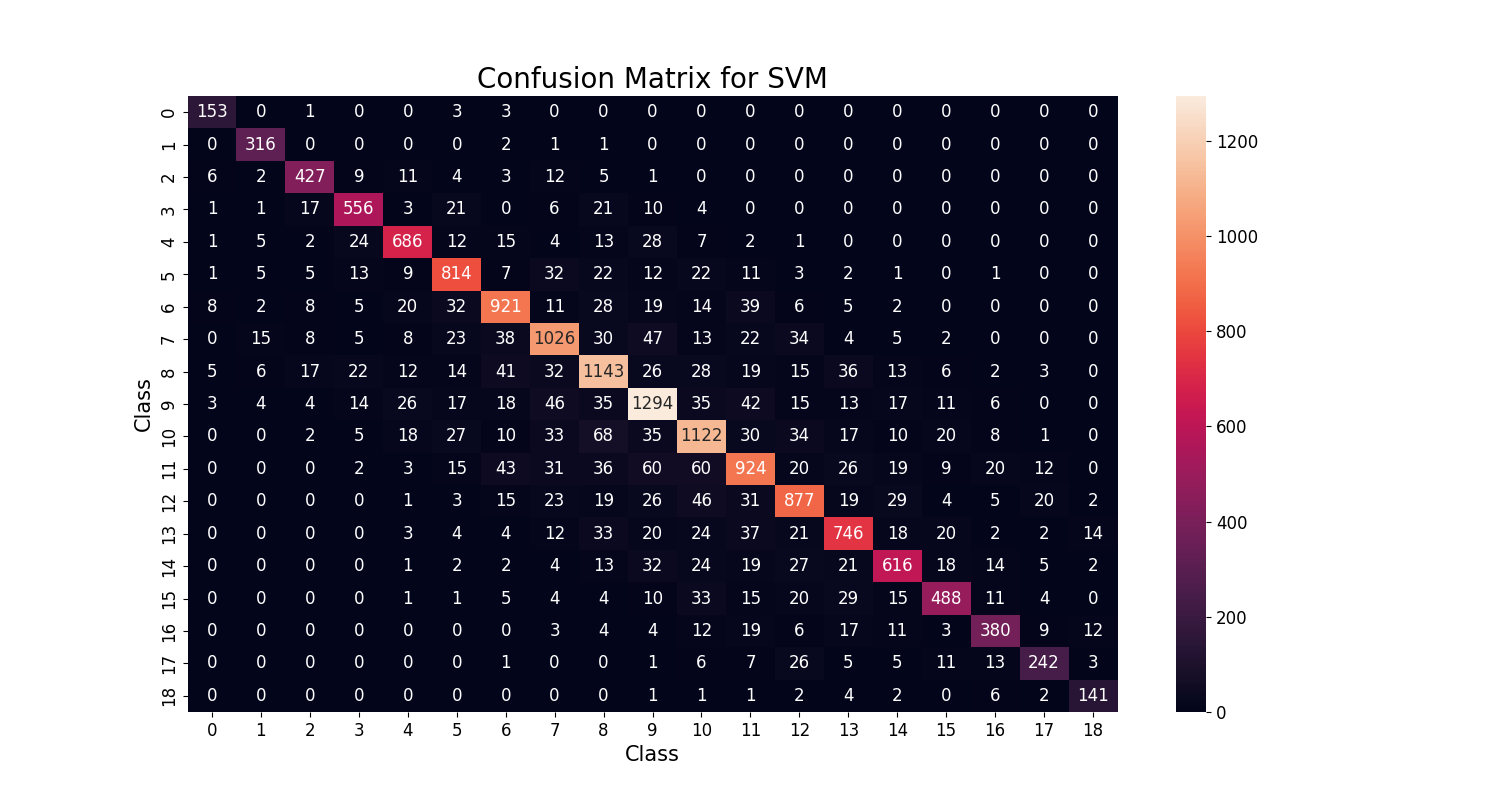 Confusion Matrix for SVM
0 153 0 1 0 0 3 3 0 0 0 0 0 0 0 0 0 0 0 0
1 0 316 0 0 0 0 2 1 1 0 0 0 0 0 0 0 0 0 0
2 6 2 427 9 11 4 3 12 5 1 0 0 0 0 0 0 0 0 0
3 1 1 17 556 3 21 0 6 21 10 4 0 0 0 0 0 0 0 0
4 1 5 2 24 686 12 15 4 13 28 7 2 1 0 0 0 0 0 0
5 1 5 5 13 9 814 7 32 22 12 22 11 3 2 1 0 1 0 0
6 8 2 8 5 20 32 921 11 28 19 14 39 6 5 2 0 0 0 0
7 0 15 8 5 8 23 38 1026 30 47 13 22 34 4 5 2 0 0 0
8 5 6 17 22 12 14 41 32 1143 26 28 19 15 36 13 6 2 3 0
9 3 4 4 14 26 17 18 46 35 1294 35 42 15 13 17 11 6 0 0
10 0 0 2 5 18 27 10 33 68 35 1122 30 34 17 10 20 8 1 0
11 0 0 0 2 3 15 43 31 36 60 60 924 20 26 19 9 20 12 0
12 0 0 0 0 1 3 15 23 19 26 46 31 877 19 29 4 5 20 2
13 0 0 0 0 3 4 4 12 33 20 24 37 21 746 18 20 2 2 14
14 0 0 0 0 1 2 2 4 13 32 24 19 27 21 616 18 14 5 2
15 0 0 0 0 1 1 5 4 4 10 33 15 20 29 15 488 11 4 0
16 0 0 0 0 0 0 0 3 4 4 12 19 6 17 11 3 380 9 12
17 0 0 0 0 0 0 1 0 0 1 6 7 26 5 5 11 13 242 3
18 0 0 0 0 0 0 0 0 0 1 1 1 2 4 2 0 6 2 141
0 1 2 3 4 5 6 7 8 9 10 11 12 13 14 15 16 17 18
Class
Class
1200
1000
800
600
400
200
0